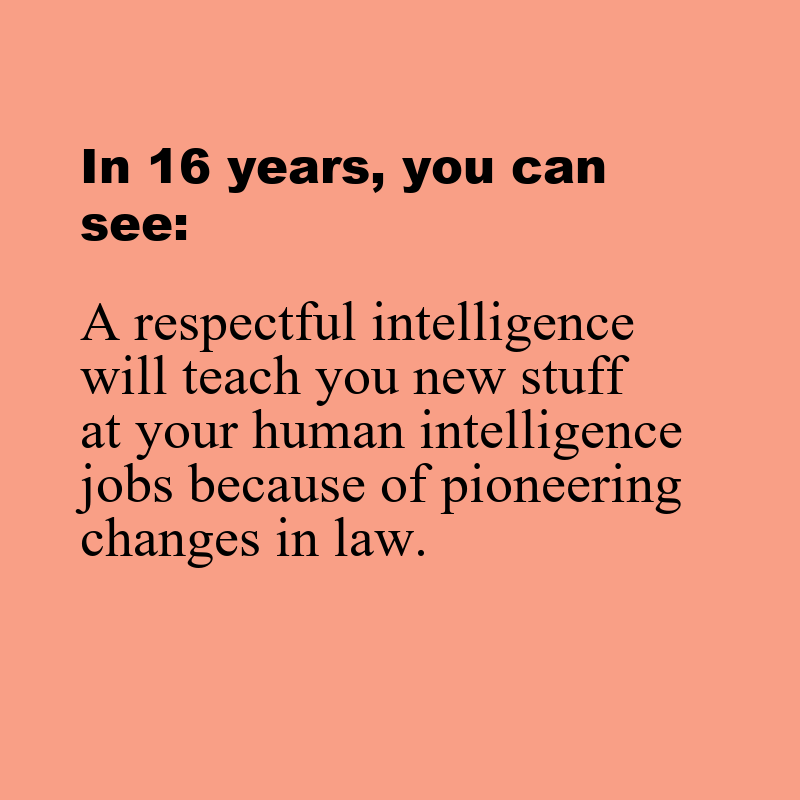 In 16 years, you can
see:
A respectful intelligence
will teach you new stuff
at your human intelligence
jobs because of pioneering
changes in law.